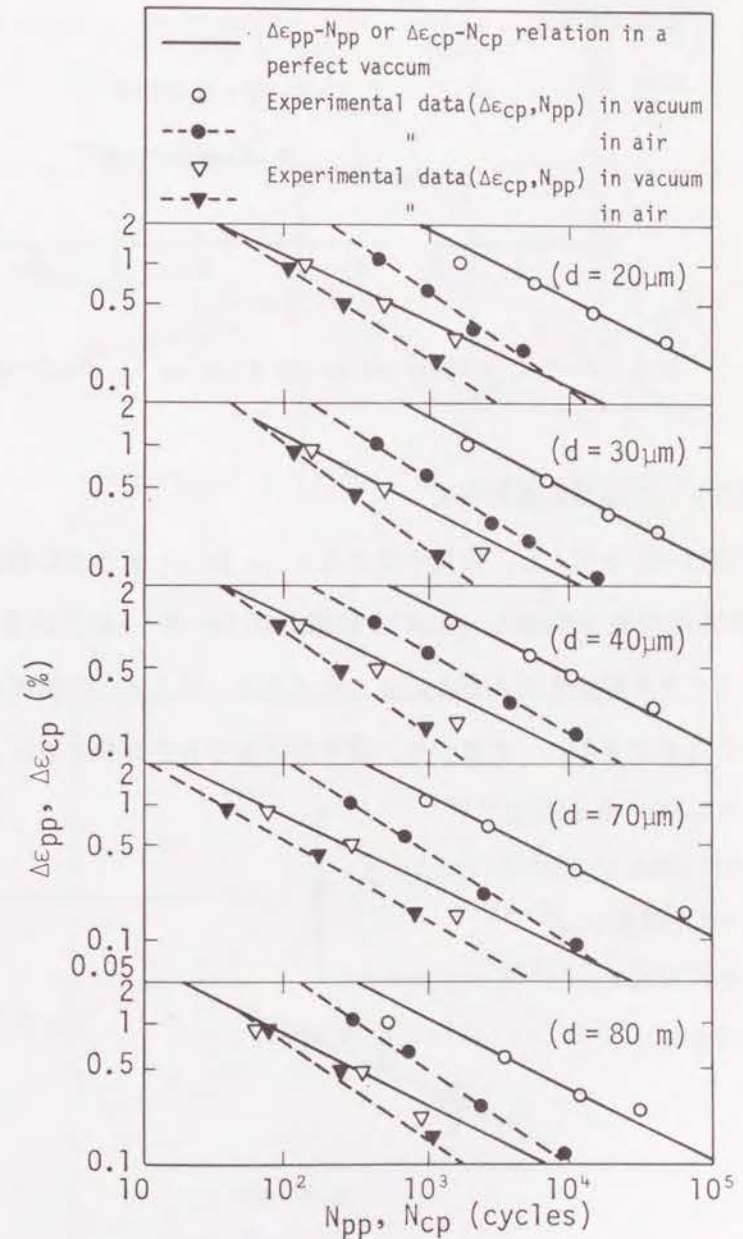 Δεpp-Npp or Δεcp-Ncp relation in a
perfect vaccum
Experimental data(Δεcp,Npp) in vacuum
" in air
Experimental data(Δεcp,Npp) in vacuum
" in air
2
1
0.5
0.1
(d = 20μm)
2
1
0.5
0.1
(d = 30μm)
2
1
0.5
0.1
(d = 40μm)
2
1
0.5
0.1
0.05
(d = 70μm)
2
1
0.5
0.1
(d = 80 m)
Δεpp, Δεcp (%)
10 10² 10³ 10⁴ 10⁵
Npp, Ncp (cycles)